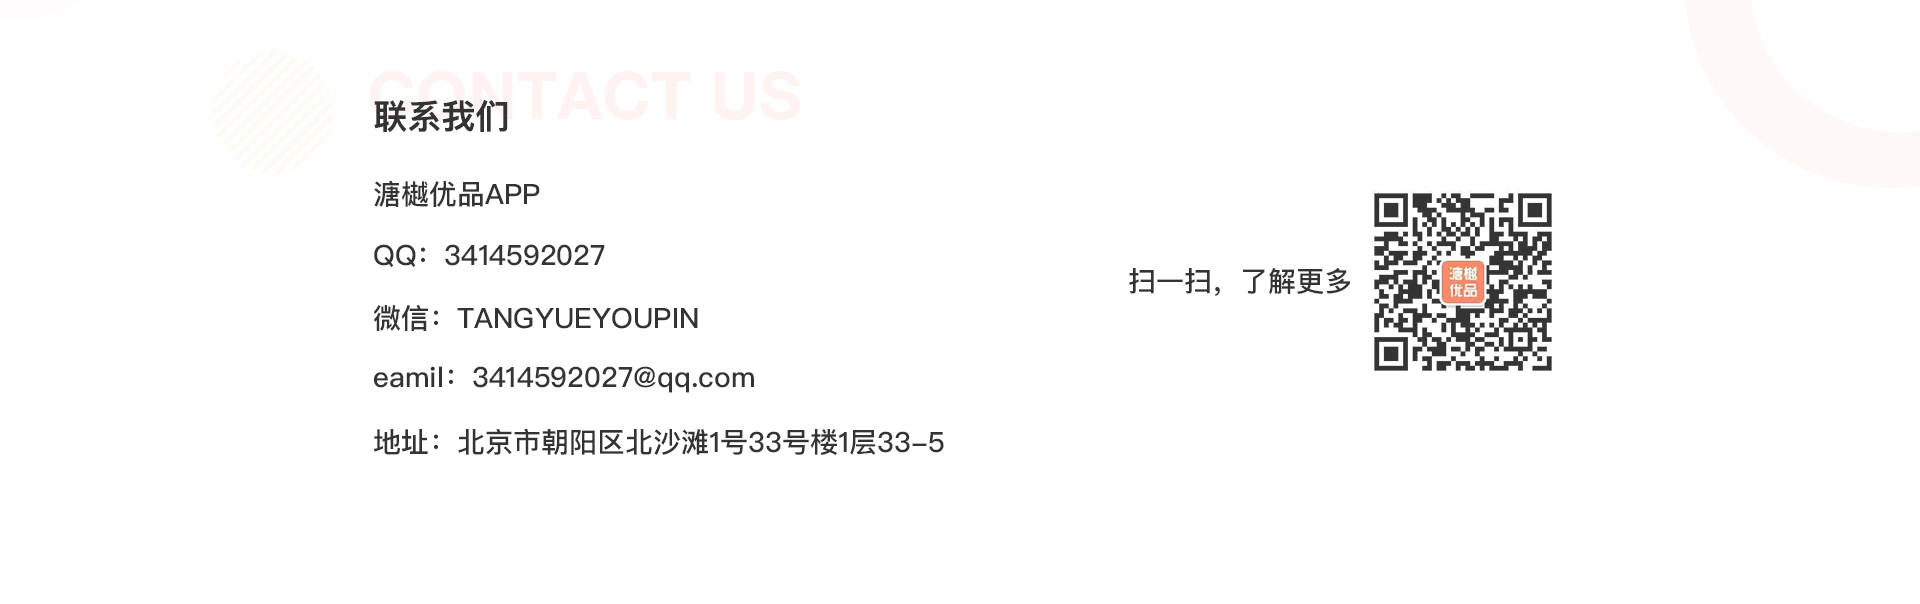 CONTACT US
联系我们
溏樾优品APP
QQ：3414592027
微信：TANGYUEYOUPIN
eamil：3414592027@qq.com
地址：北京市朝阳区北沙滩1号33号楼1层33-5
扫一扫，了解更多
溏樾
优品